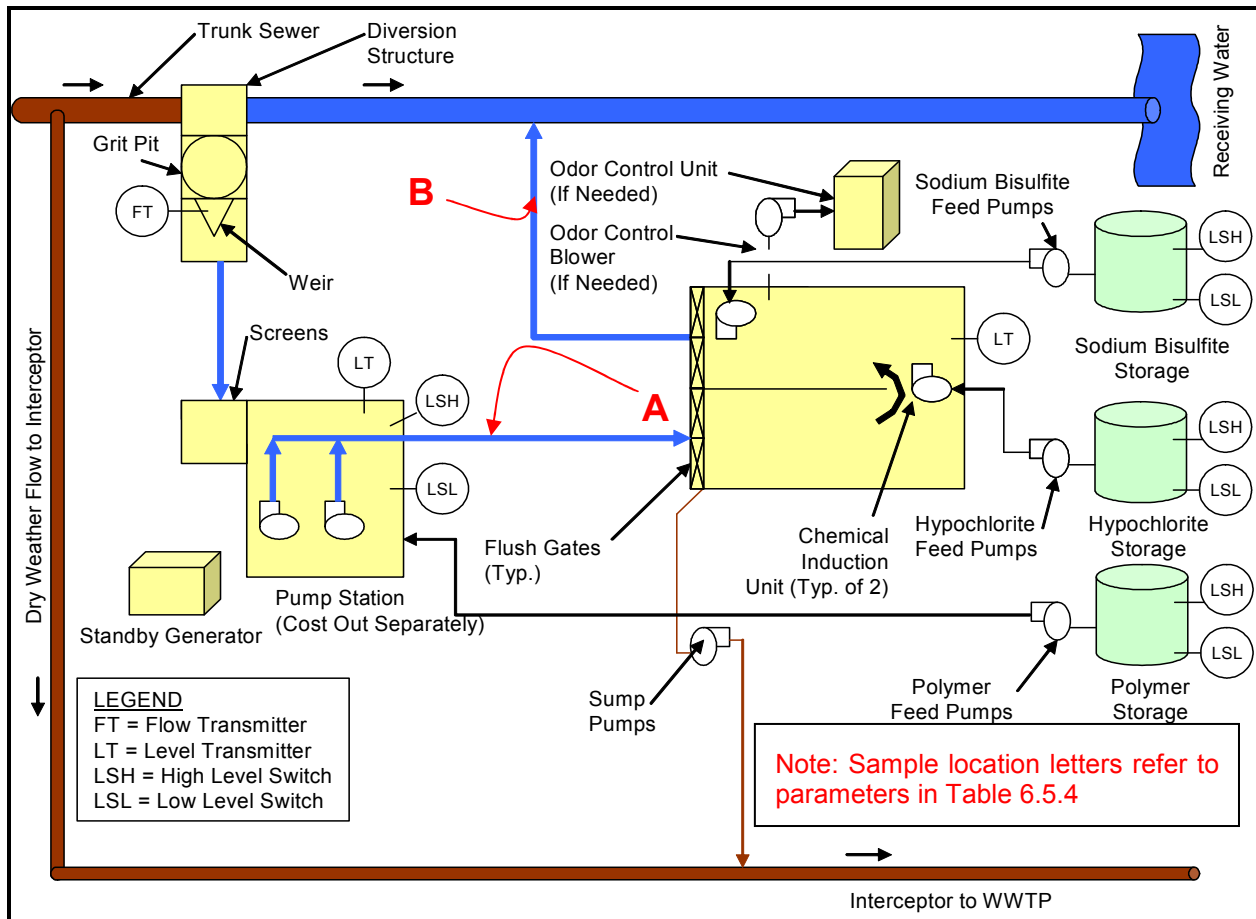 Trunk Sewer
Diversion
Structure
Receiving Water
Grit Pit
FT
Weir
B
Odor Control Unit
(If Needed)
Odor Control
Blower
(If Needed)
Sodium Bisulfite
Feed Pumps
LSH
LSL
Sodium Bisulfite
Storage
Screens
LT
LSH
LSL
A
LT
LSH
LSL
Hypochlorite
Feed Pumps
Hypochlorite
Storage
Flush Gates
(Typ.)
Chemical
Induction
Unit (Typ. of 2)
Dry Weather Flow to Interceptor
Standby Generator
Pump Station
(Cost Out Separately)
LSH
LSL
Sump
Pumps
Polymer
Feed Pumps
Polymer
Storage
LEGEND
FT = Flow Transmitter
LT = Level Transmitter
LSH = High Level Switch
LSL = Low Level Switch
Note: Sample location letters refer to
parameters in Table 6.5.4
Interceptor to WWTP